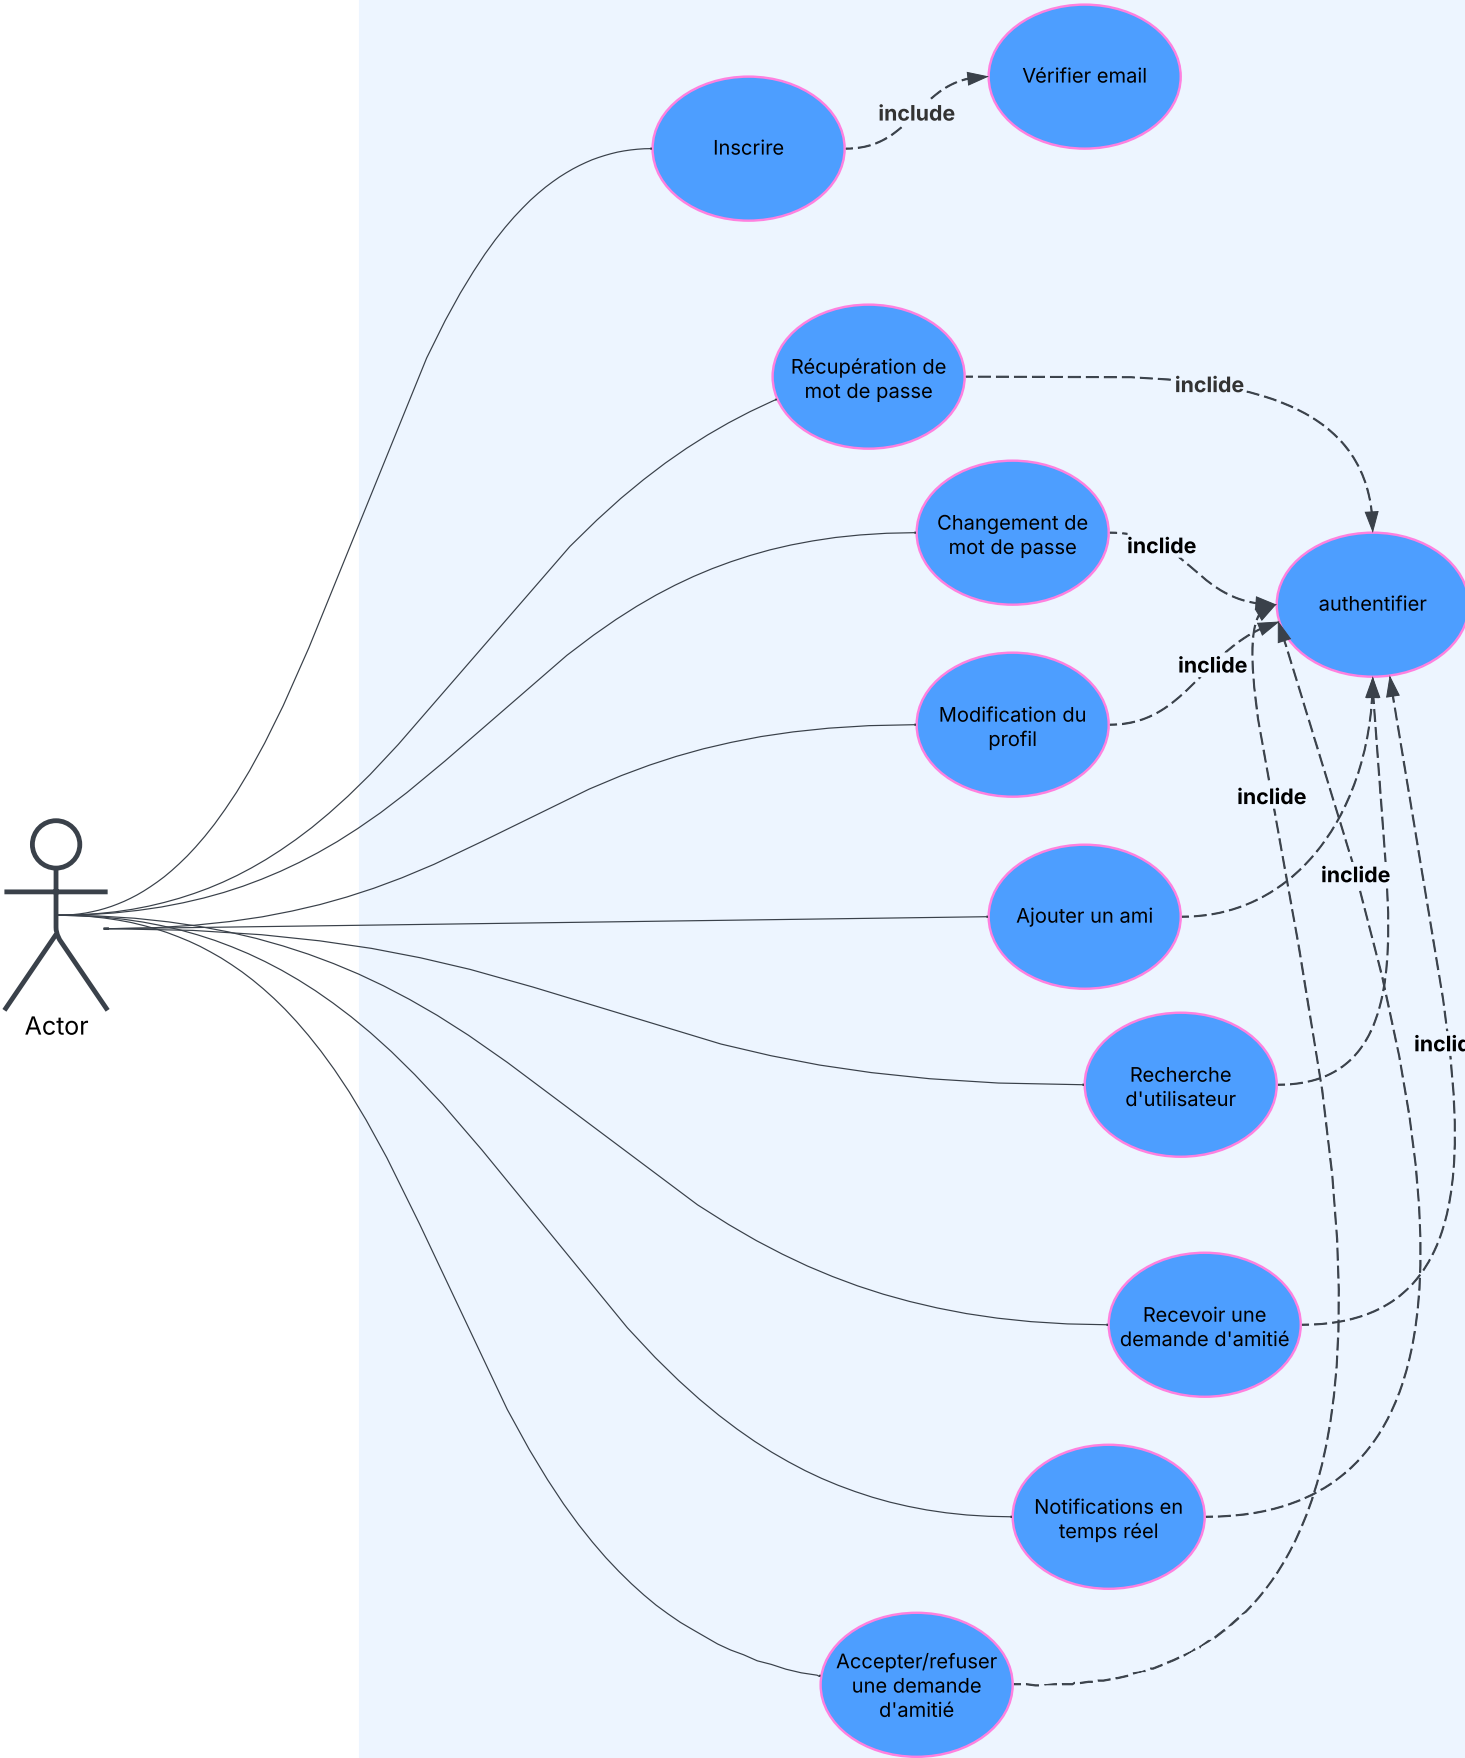 Vérifier email
include
Inscrire
Récupération de
mot de passe
inclide
Changement de
mot de passe
inclide
authentifier
inclide
Modification du
profil
inclide
inclide
Ajouter un ami
Actor
inclid
Recherche
d'utilisateur
Recevoir une
demande d'amitié
Notifications en
temps réel
Accepter/refuser
une demande
d'amitié